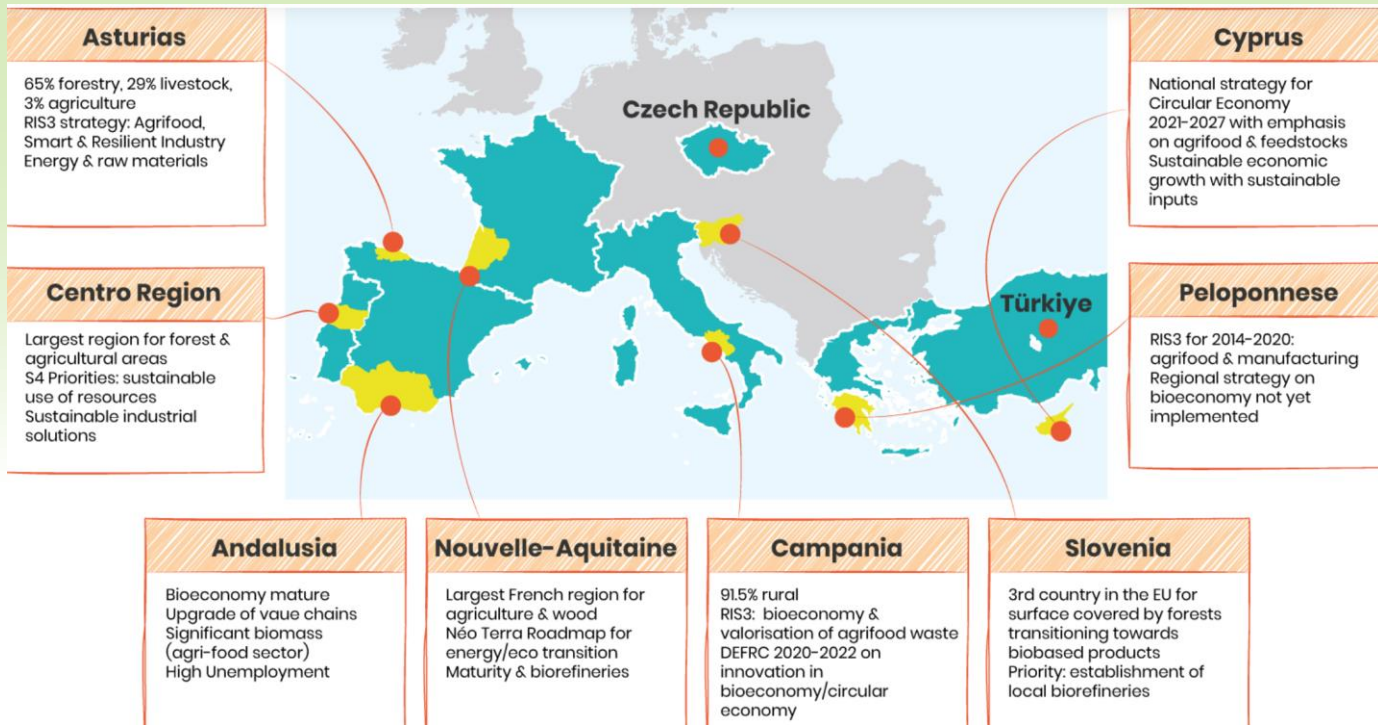 Asturias
65% forestry, 29% livestock,
3% agriculture
RIS3 strategy: Agrifood,
Smart & Resilient Industry
Energy & raw materials
Centro Region
Largest region for forest &
agricultural areas
S4 Priorities: sustainable
use of resources
Sustainable industrial
solutions
Czech Republic
Türkiye
Cyprus
National strategy for
Circular Economy
2021-2027 with emphasis
on agrifood & feedstocks
Sustainable economic
growth with sustainable
inputs
Peloponnese
RIS3 for 2014-2020:
agrifood & manufacturing
Regional strategy on
bioeconomy not yet
implemented
Andalusia
Bioeconomy mature
Upgrade of vaue chains
Significant biomass
(agri-food sector)
High Unemployment
Nouvelle-Aquitaine
Largest French region for
agriculture & wood
Néo Terra Roadmap for
energy/eco transition
Maturity & biorefineries
Campania
91.5% rural
RIS3: bioeconomy &
valorisation of agrifood waste
DEFRC 2020-2022 on
innovation in
bioeconomy/circular
economy
Slovenia
3rd country in the EU for
surface covered by forests
transitioning towards
biobased products
Priority: establishment of
local biorefineries